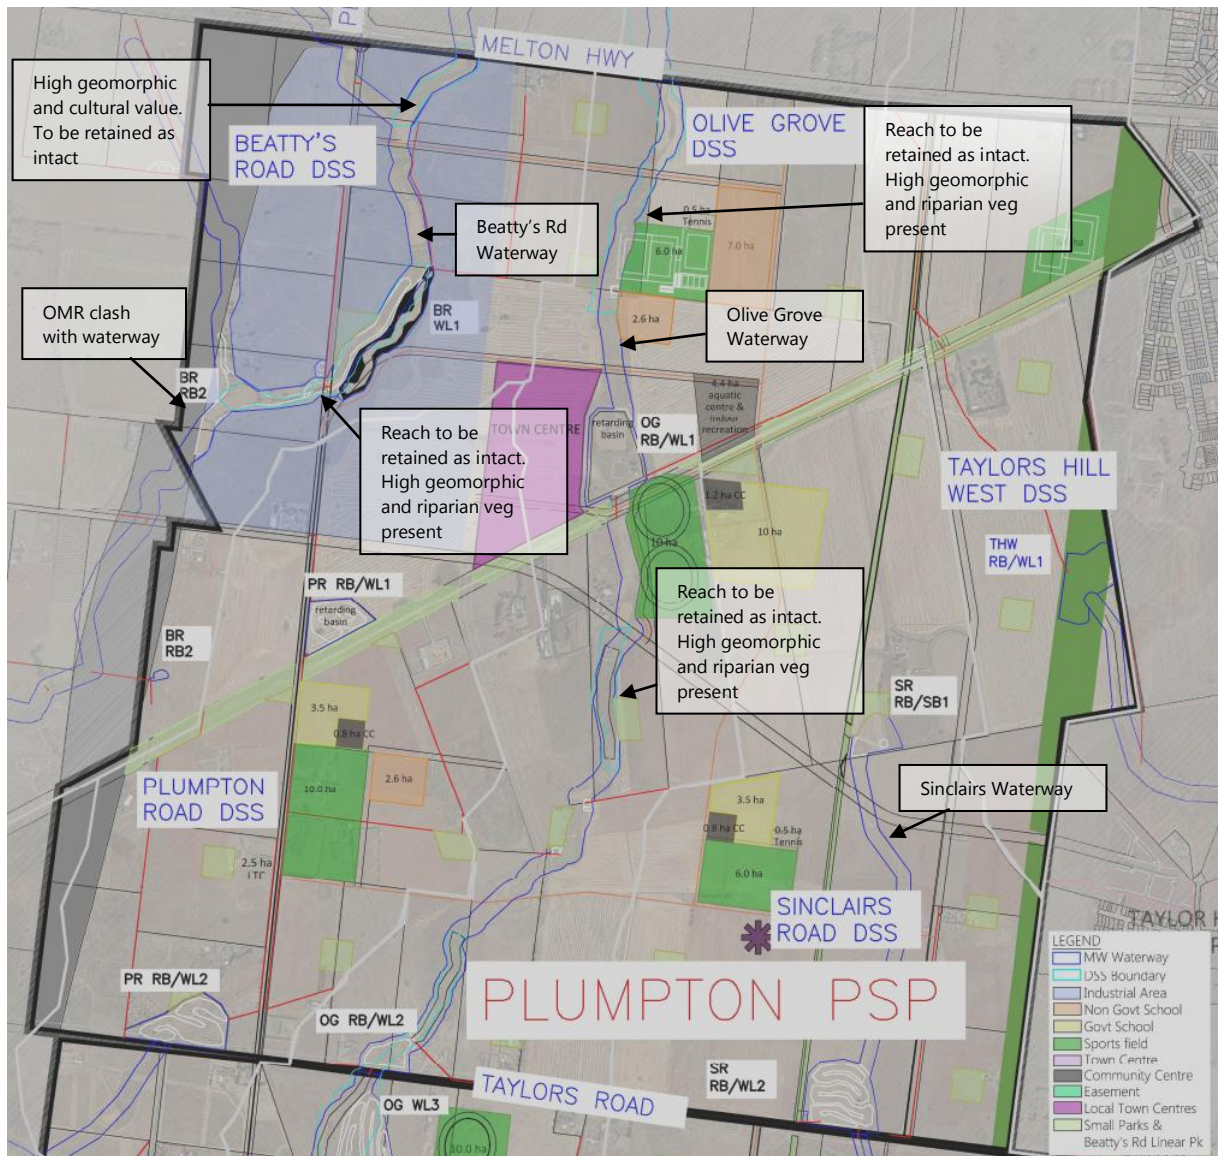 MELTON HWY
High geomorphic
and cultural value.
To be retained as
intact
BEATTY'S
ROAD DSS
OLIVE GROVE
DSS
Reach to be
retained as intact.
High geomorphic
and riparian veg
present
0.5 ha
Tennis
6.0 ha
7.0 ha
Beatty's Rd
Waterway
OMR clash
with waterway
BR
WL1
2.6 ha
Olive Grove
Waterway
BR
RB2
TOWN CENTRE
4.4 ha
aquatic
centre &
indoor
recreation
retarding
basin
OG
RB/WL1
Reach to be
retained as intact.
High geomorphic
and riparian veg
present
TAYLORS HILL
WEST DSS
1.2 ha CC
10 ha
10 ha
THW
RB/WL1
PR RB/WL1
retarding
basin
Reach to be
retained as intact.
High geomorphic
and riparian veg
present
BR
RB2
SR
RB/SB1
3.5 ha
0.8 ha CC
PLUMPTON
ROAD DSS
10.0 ha
2.6 ha
Sinclairs Waterway
3.5 ha
0.8 ha CC
0.5 ha
Tennis
6.0 ha
2.5 ha
LTC
SINCLAIRS
ROAD DSS
TAYLOR H
PR RB/WL2
PLUMPTON PSP
OG RB/WL2
TAYLORS ROAD
SR
RB/WL2
OG WL3
10.0 ha
LEGEND
MW Waterway
DSS Boundary
Industrial Area
Non Govt School
Govt School
Sports field
Town Centre
Community Centre
Easement
Local Town Centres
Small Parks &
Beatty's Rd Linear Pk